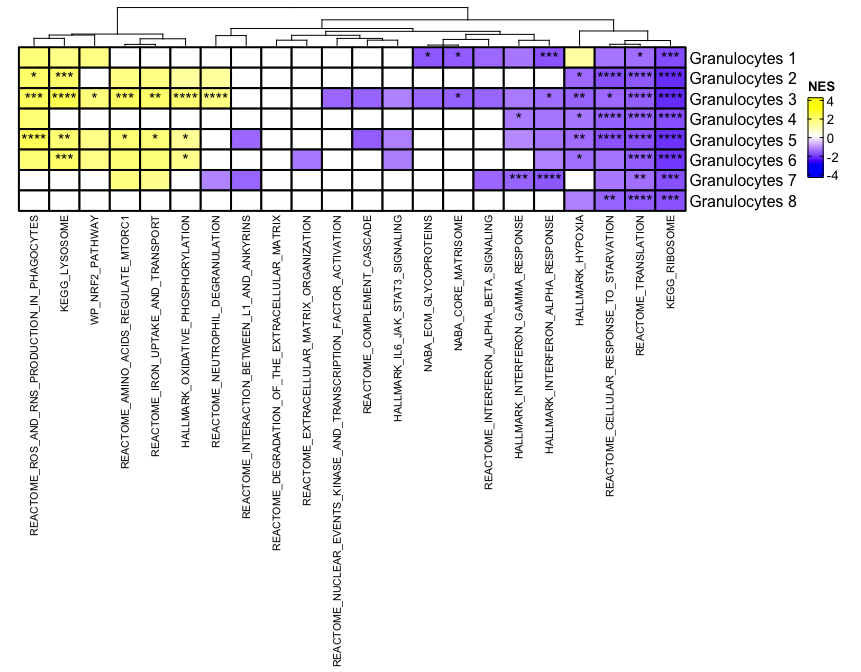 * * *** * *** Granulocytes 1
* *** * **** **** **** Granulocytes 2
*** **** * *** ** **** **** * * ** * **** **** Granulocytes 3
* * **** **** **** Granulocytes 4
**** ** * * * ** **** **** **** Granulocytes 5
*** * * **** **** Granulocytes 6
*** **** ** *** Granulocytes 7
** **** *** Granulocytes 8
NES
4
2
0
-2
-4
REACTOME_ROS_AND_RNS_PRODUCTION_IN_PHAGOCYTES
KEGG_LYSOSOME
WP_NRF2_PATHWAY
REACTOME_AMINO_ACIDS_REGULATE_MTORC1
REACTOME_IRON_UPTAKE_AND_TRANSPORT
HALLMARK_OXIDATIVE_PHOSPHORYLATION
REACTOME_NEUTROPHIL_DEGRANULATION
REACTOME_INTERACTION_BETWEEN_L1_AND_ANKYRINS
REACTOME_DEGRADATION_OF_THE_EXTRACELLULAR_MATRIX
REACTOME_EXTRACELLULAR_MATRIX_ORGANIZATION
REACTOME_NUCLEAR_EVENTS_KINASE_AND_TRANSCRIPTION_FACTOR_ACTIVATION
REACTOME_COMPLEMENT_CASCADE
HALLMARK_IL6_JAK_STAT3_SIGNALING
NABA_ECM_GLYCOPROTEINS
NABA_CORE_MATRISOME
REACTOME_INTERFERON_ALPHA_BETA_SIGNALING
HALLMARK_INTERFERON_GAMMA_RESPONSE
HALLMARK_INTERFERON_ALPHA_RESPONSE
HALLMARK_HYPOXIA
REACTOME_CELLULAR_RESPONSE_TO_STARVATION
REACTOME_TRANSLATION
KEGG_RIBOSOME